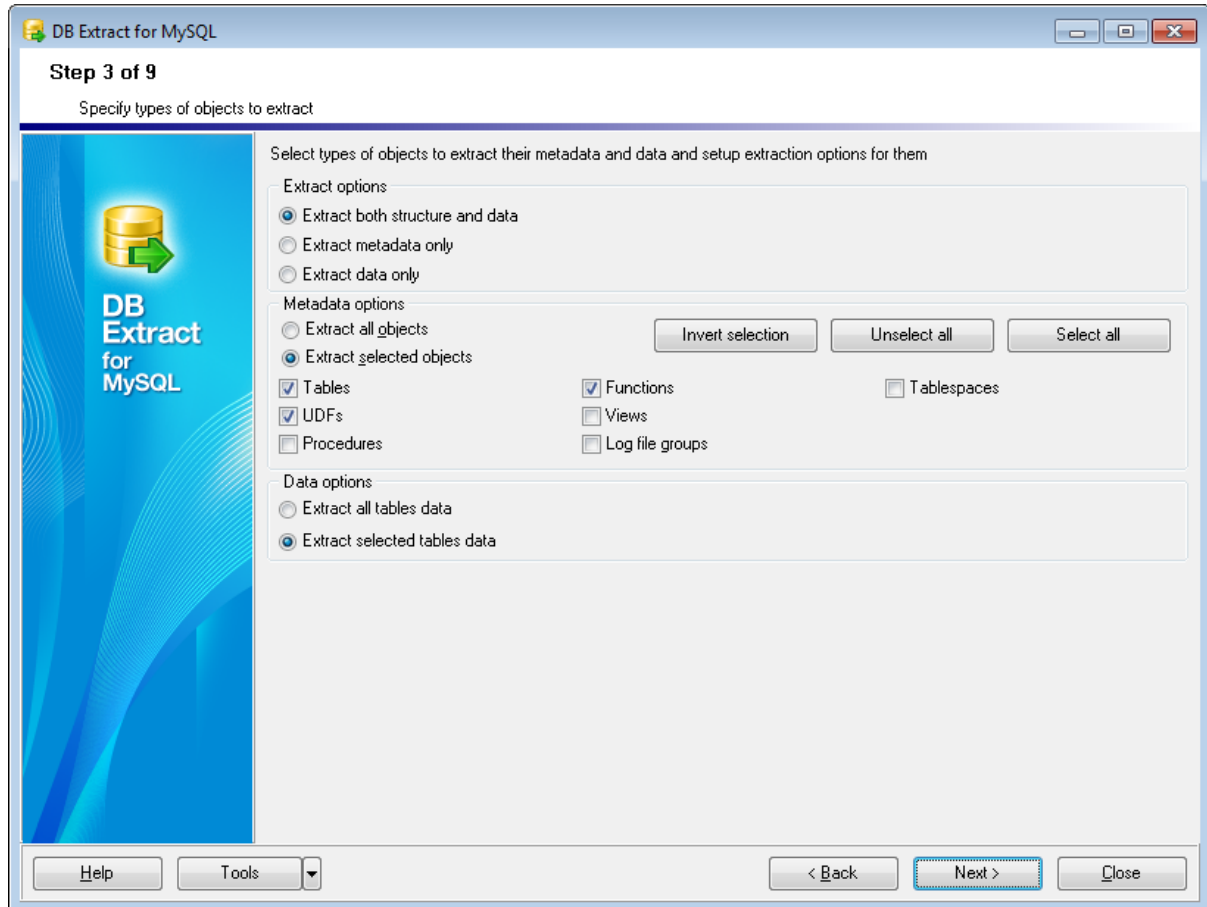 DB Extract for MySQL
Step 3 of 9
Specify types of objects to extract
DB
Extract
for
MySQL
Select types of objects to extract their metadata and data and setup extraction options for them
Extract options
Extract both structure and data
Extract metadata only
Extract data only
Metadata options
Extract all objects
Extract selected objects
Invert selection
Unselect all
Select all
Tables
Functions
Tablespaces
UDFs
Views
Procedures
Log file groups
Data options
Extract all tables data
Extract selected tables data
Help
Tools
< Back
Next >
Close